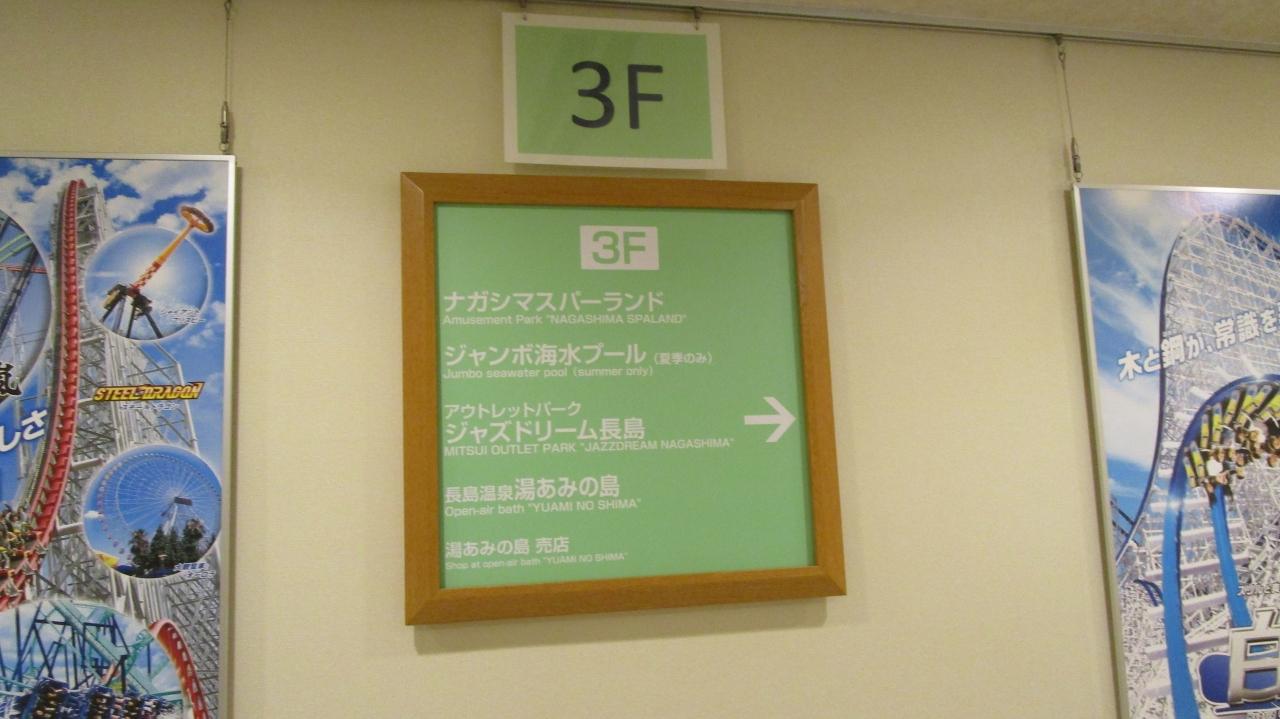 3F
3F
ナガシマスパーランド
Amusement Park "NAGASHIMA SPALAND"
ジャンボ海水プール（夏季のみ）
Jumbo seawater pool（summer only）
アウトレットパーク
ジャズドリーム長島
MITSUI OUTLET PARK "JAZZDREAM NAGASHIMA"
長島温泉湯あみの島
Open-air bath "YUAMI NO SHIMA"
湯あみの島 売店
Shop at open-air bath "YUAMI NO SHIMA"
嵐
しさ
STEEL DRAGON
木と鋼が、常識を